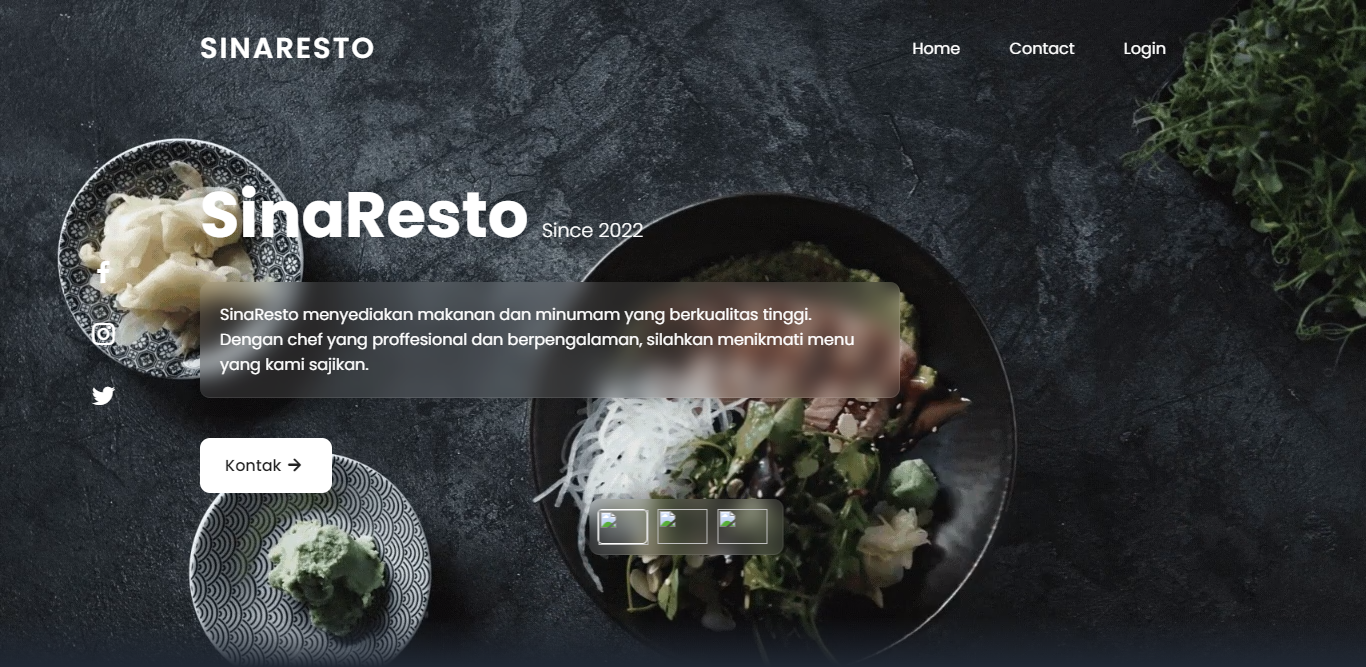 SINARESTO
Home Contact Login
SinaResto Since 2022
SinaResto menyediakan makanan dan minumam yang berkualitas tinggi.
Dengan chef yang proffesional dan berpengalaman, silahkan menikmati menu
yang kami sajikan.
Kontak